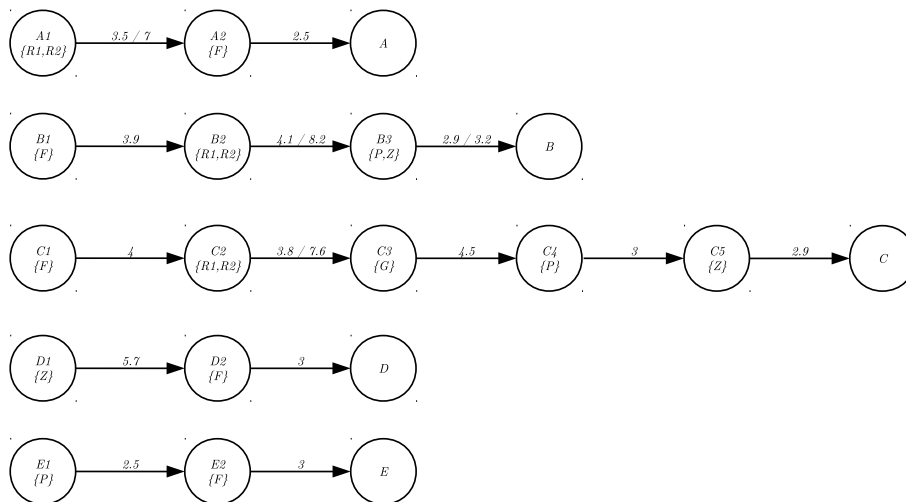 A1
{R1,R2}
3.5 / 7
A2
{F}
2.5
A
B1
{F}
3.9
B2
{R1,R2}
4.1 / 8.2
B3
{P,Z}
2.9 / 3.2
B
C1
{F}
4
C2
{R1,R2}
3.8 / 7.6
C3
{G}
4.5
C4
{P}
3
C5
{Z}
2.9
C
D1
{Z}
5.7
D2
{F}
3
D
E1
{P}
2.5
E2
{F}
3
E